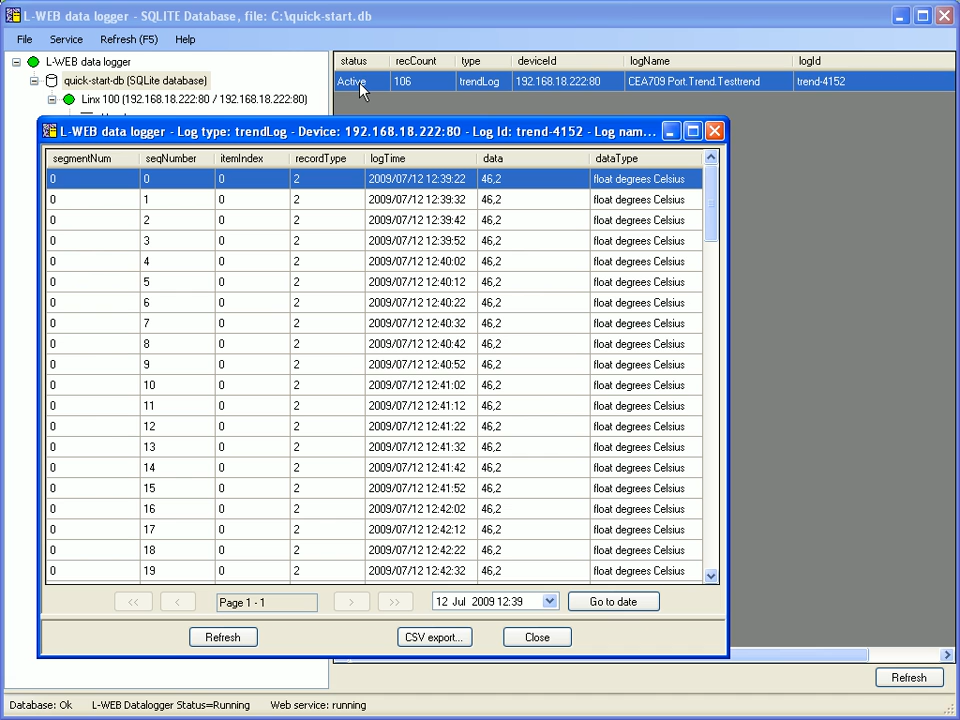 L-WEB data logger - SQLITE Database, file: C:\quick-start.db
File Service Refresh (F5) Help
L-WEB data logger
quick-start-db (SQLite database)
Linx 100 (192.168.18.222:80 / 192.168.18.222:80)
status recCount type deviceId logName logId
Active 106 trendLog 192.168.18.222:80 CEA709 Port.Trend.Testtrend trend-4152
L-WEB data logger - Log type: trendLog - Device: 192.168.18.222:80 - Log Id: trend-4152 - Log nam...
segmentNum seqNumber itemIndex recordType logTime data dataType
0 0 0 2 2009/07/12 12:39:22 46,2 float degrees Celsius
0 1 0 2 2009/07/12 12:39:32 46,2 float degrees Celsius
0 2 0 2 2009/07/12 12:39:42 46,2 float degrees Celsius
0 3 0 2 2009/07/12 12:39:52 46,2 float degrees Celsius
0 4 0 2 2009/07/12 12:40:02 46,2 float degrees Celsius
0 5 0 2 2009/07/12 12:40:12 46,2 float degrees Celsius
0 6 0 2 2009/07/12 12:40:22 46,2 float degrees Celsius
0 7 0 2 2009/07/12 12:40:32 46,2 float degrees Celsius
0 8 0 2 2009/07/12 12:40:42 46,2 float degrees Celsius
0 9 0 2 2009/07/12 12:40:52 46,2 float degrees Celsius
0 10 0 2 2009/07/12 12:41:02 46,2 float degrees Celsius
0 11 0 2 2009/07/12 12:41:12 46,2 float degrees Celsius
0 12 0 2 2009/07/12 12:41:22 46,2 float degrees Celsius
0 13 0 2 2009/07/12 12:41:32 46,2 float degrees Celsius
0 14 0 2 2009/07/12 12:41:42 46,2 float degrees Celsius
0 15 0 2 2009/07/12 12:41:52 46,2 float degrees Celsius
0 16 0 2 2009/07/12 12:42:02 46,2 float degrees Celsius
0 17 0 2 2009/07/12 12:42:12 46,2 float degrees Celsius
0 18 0 2 2009/07/12 12:42:22 46,2 float degrees Celsius
0 19 0 2 2009/07/12 12:42:32 46,2 float degrees Celsius
<< < Page 1 - 1 > >> 12 Jul 2009 12:39 Go to date
Refresh CSV export... Close
Refresh
Database: Ok L-WEB Datalogger Status=Running Web service: running